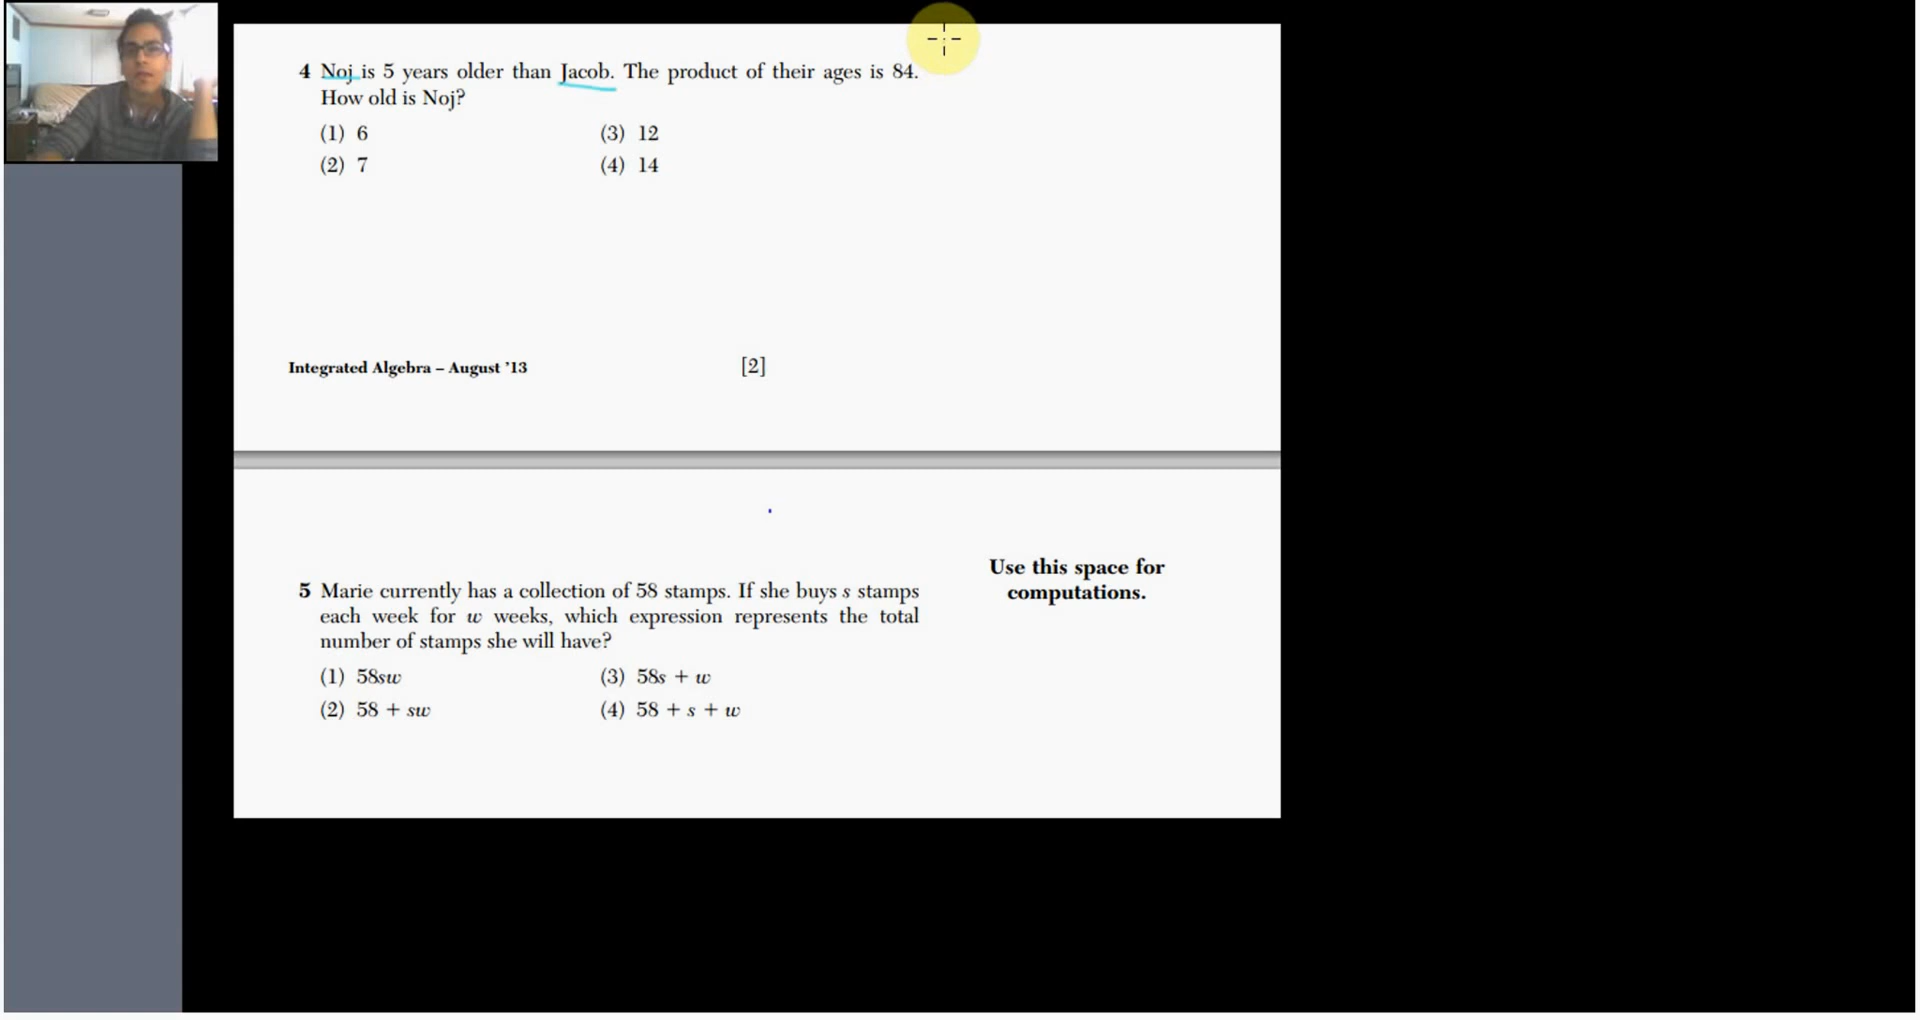 4 Noj is 5 years older than Jacob. The product of their ages is 84.
How old is Noj?
(1) 6 (3) 12
(2) 7 (4) 14
Integrated Algebra – August ’13 [2]
Use this space for
computations.
5 Marie currently has a collection of 58 stamps. If she buys s stamps
each week for w weeks, which expression represents the total
number of stamps she will have?
(1) 58sw (3) 58s + w
(2) 58 + sw (4) 58 + s + w